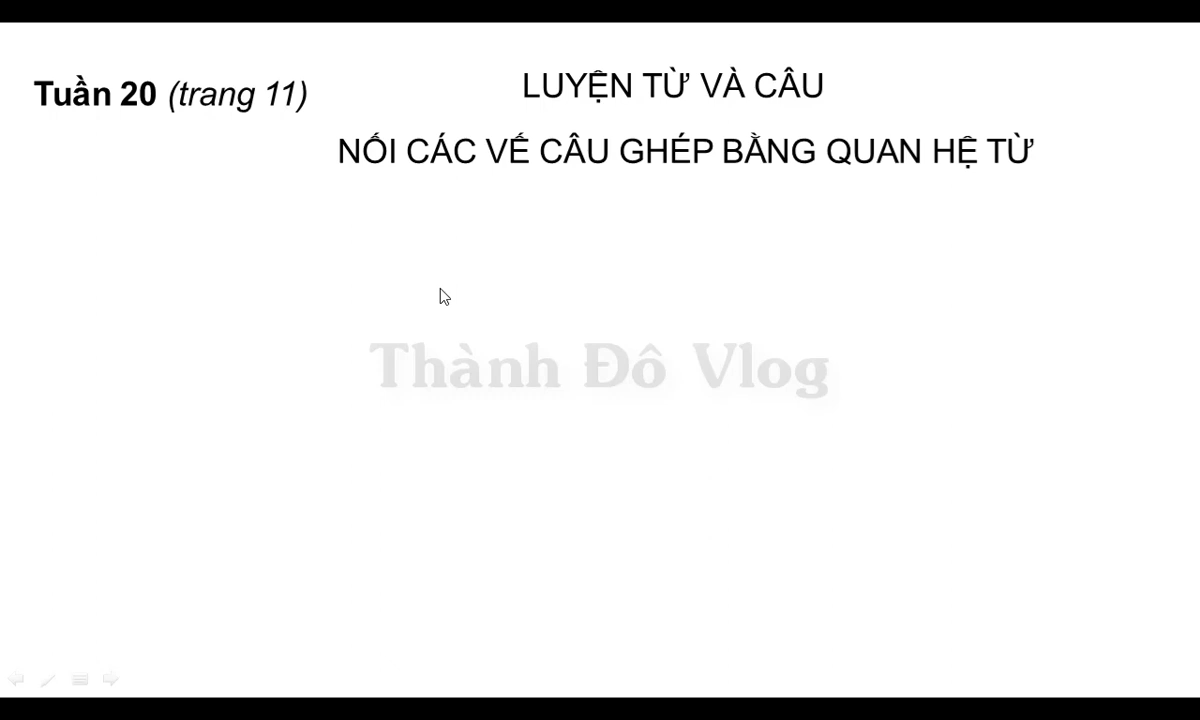 Tuần 20 (trang 11)
LUYỆN TỪ VÀ CÂU
NỐI CÁC VẾ CÂU GHÉP BẰNG QUAN HỆ TỪ
Thành Đô Vlog